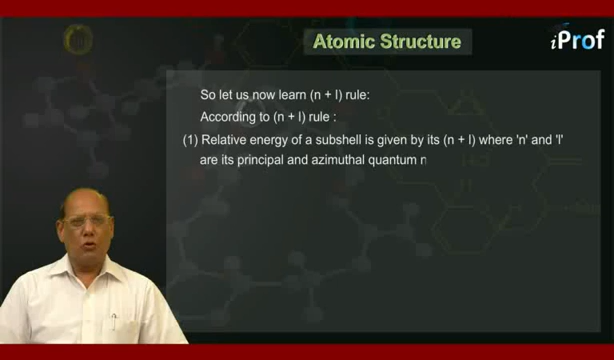 Atomic Structure
iProf
So let us now learn (n + l) rule:
According to (n + l) rule :
(1) Relative energy of a subshell is given by its (n + l) where 'n' and 'l'
are its principal and azimuthal quantum n